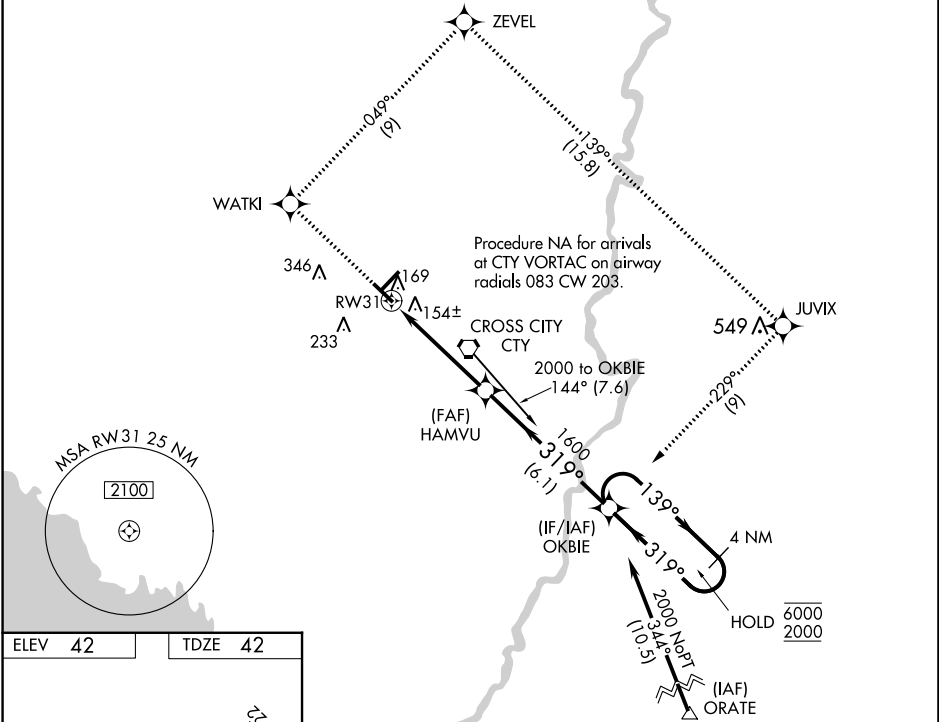 ZEVEL
049°
(9)
139°
(15.8)
WATKI
Procedure NA for arrivals
at CTY VORTAC on airway
radials 083 CW 203.
346
169
RW31
154±
233
CROSS CITY
CTY
549
JUVIX
2000 to OKBIE
144° (7.6)
229°
(9)
(FAF)
HAMVU
1600
319°
(6.1)
MSA RW31 25 NM
2100
139°
(IF/IAF)
OKBIE
4 NM
319°
HOLD
6000
2000
2000 NoPT
344°
(10.5)
(IAF)
ORATE
ELEV 42
TDZE 42